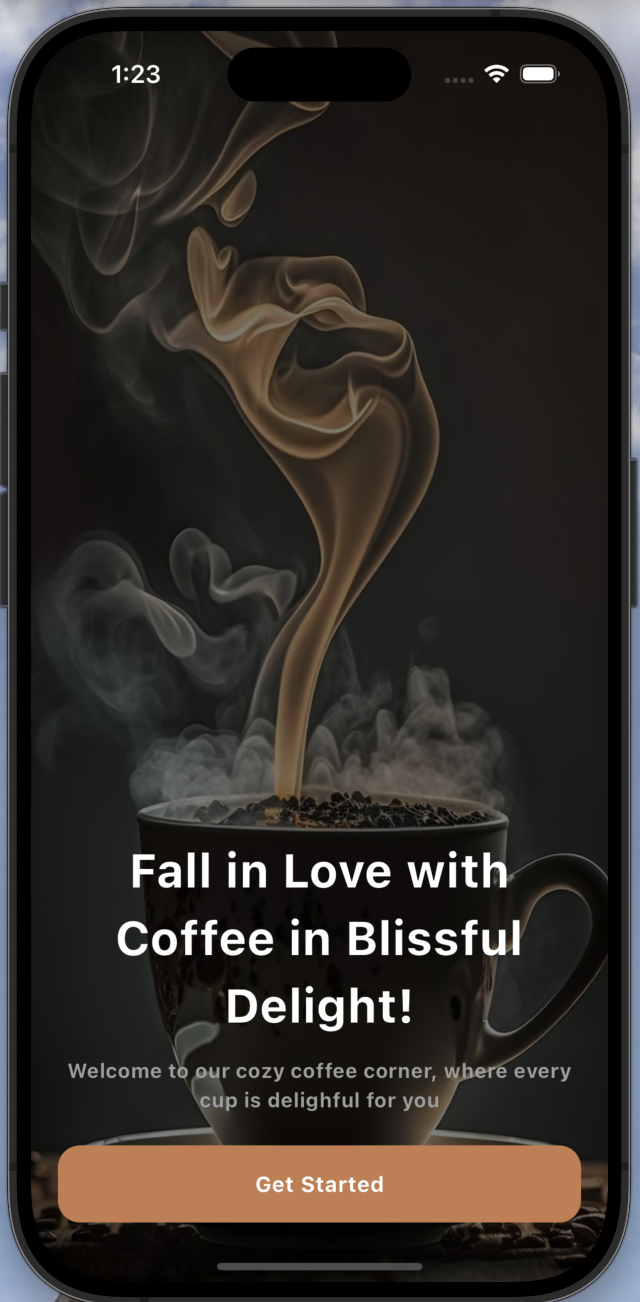 1:23
Fall in Love with
Coffee in Blissful
Delight!
Welcome to our cozy coffee corner, where every
cup is delighful for you
Get Started